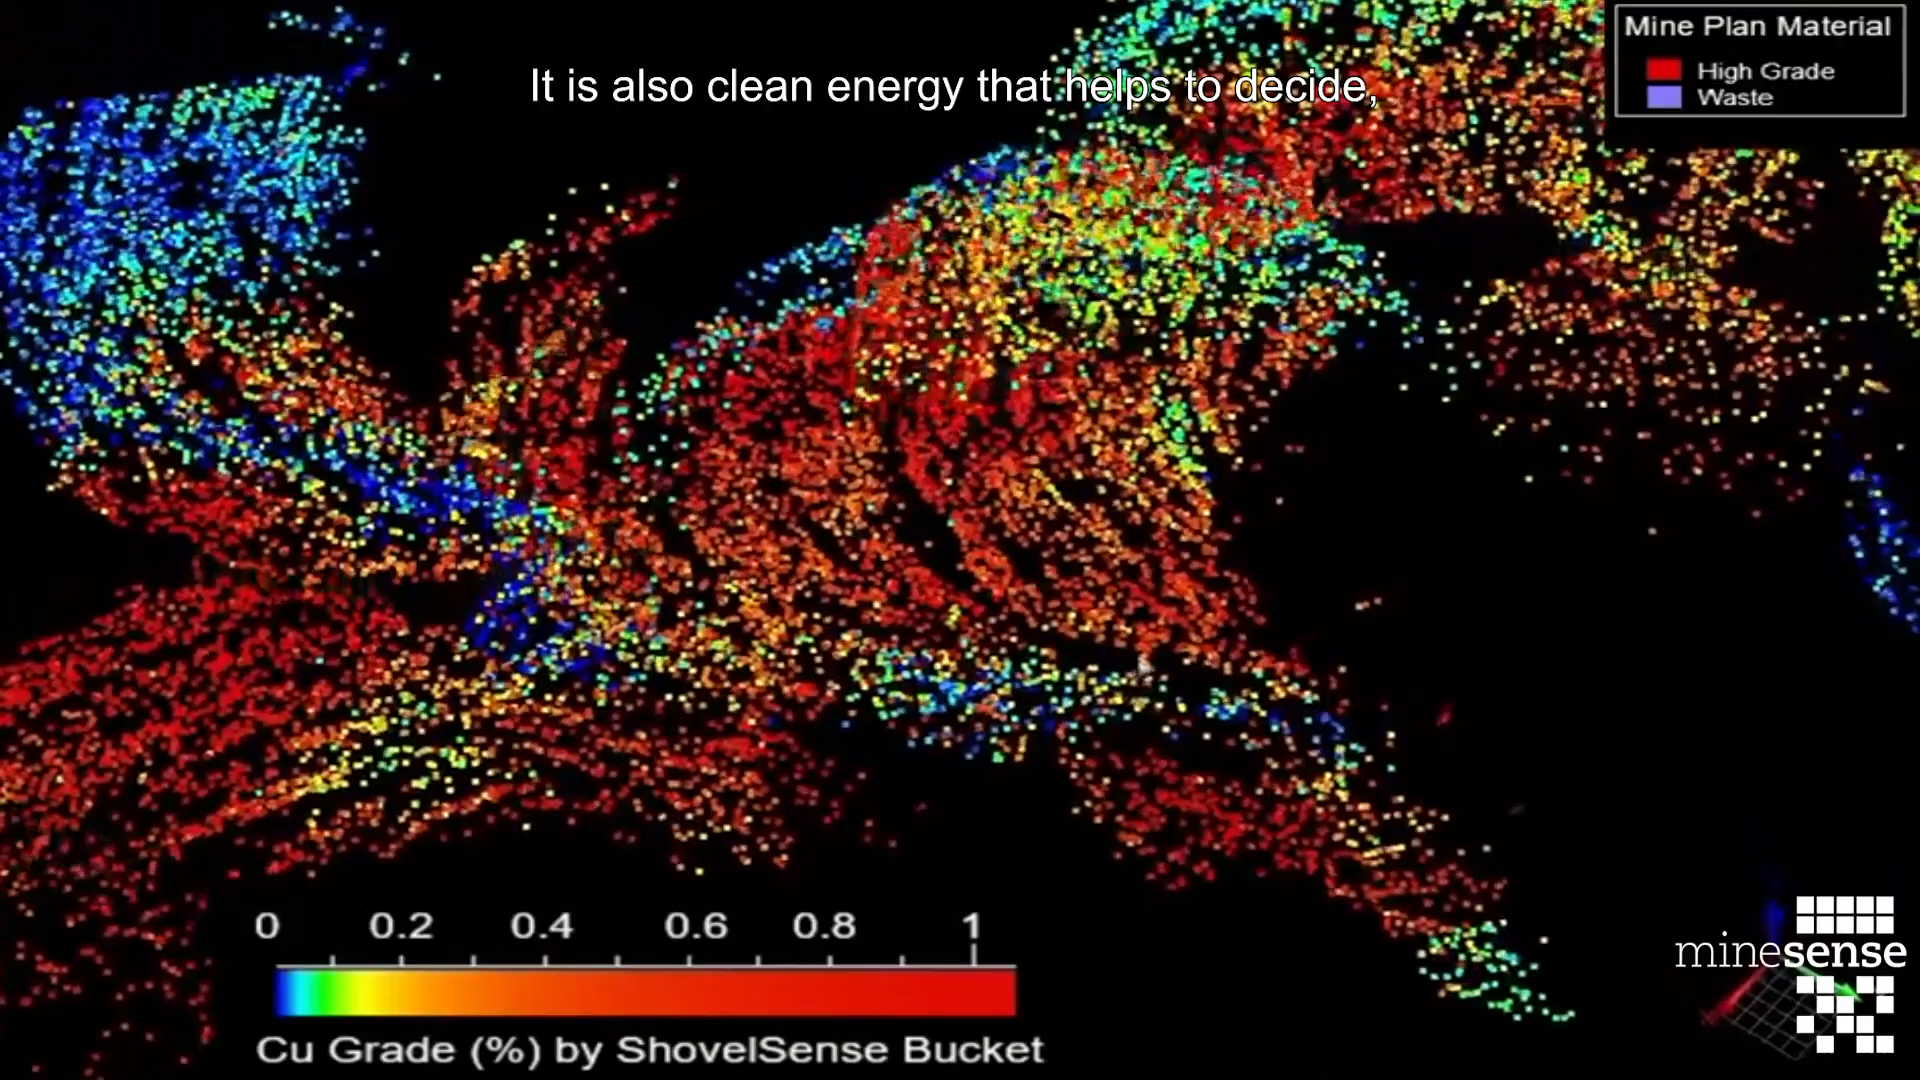 It is also clean energy that helps to decide,
Mine Plan Material
High Grade
Waste
0 0.2 0.4 0.6 0.8 1
Cu Grade (%) by ShovelSense Bucket
minesense